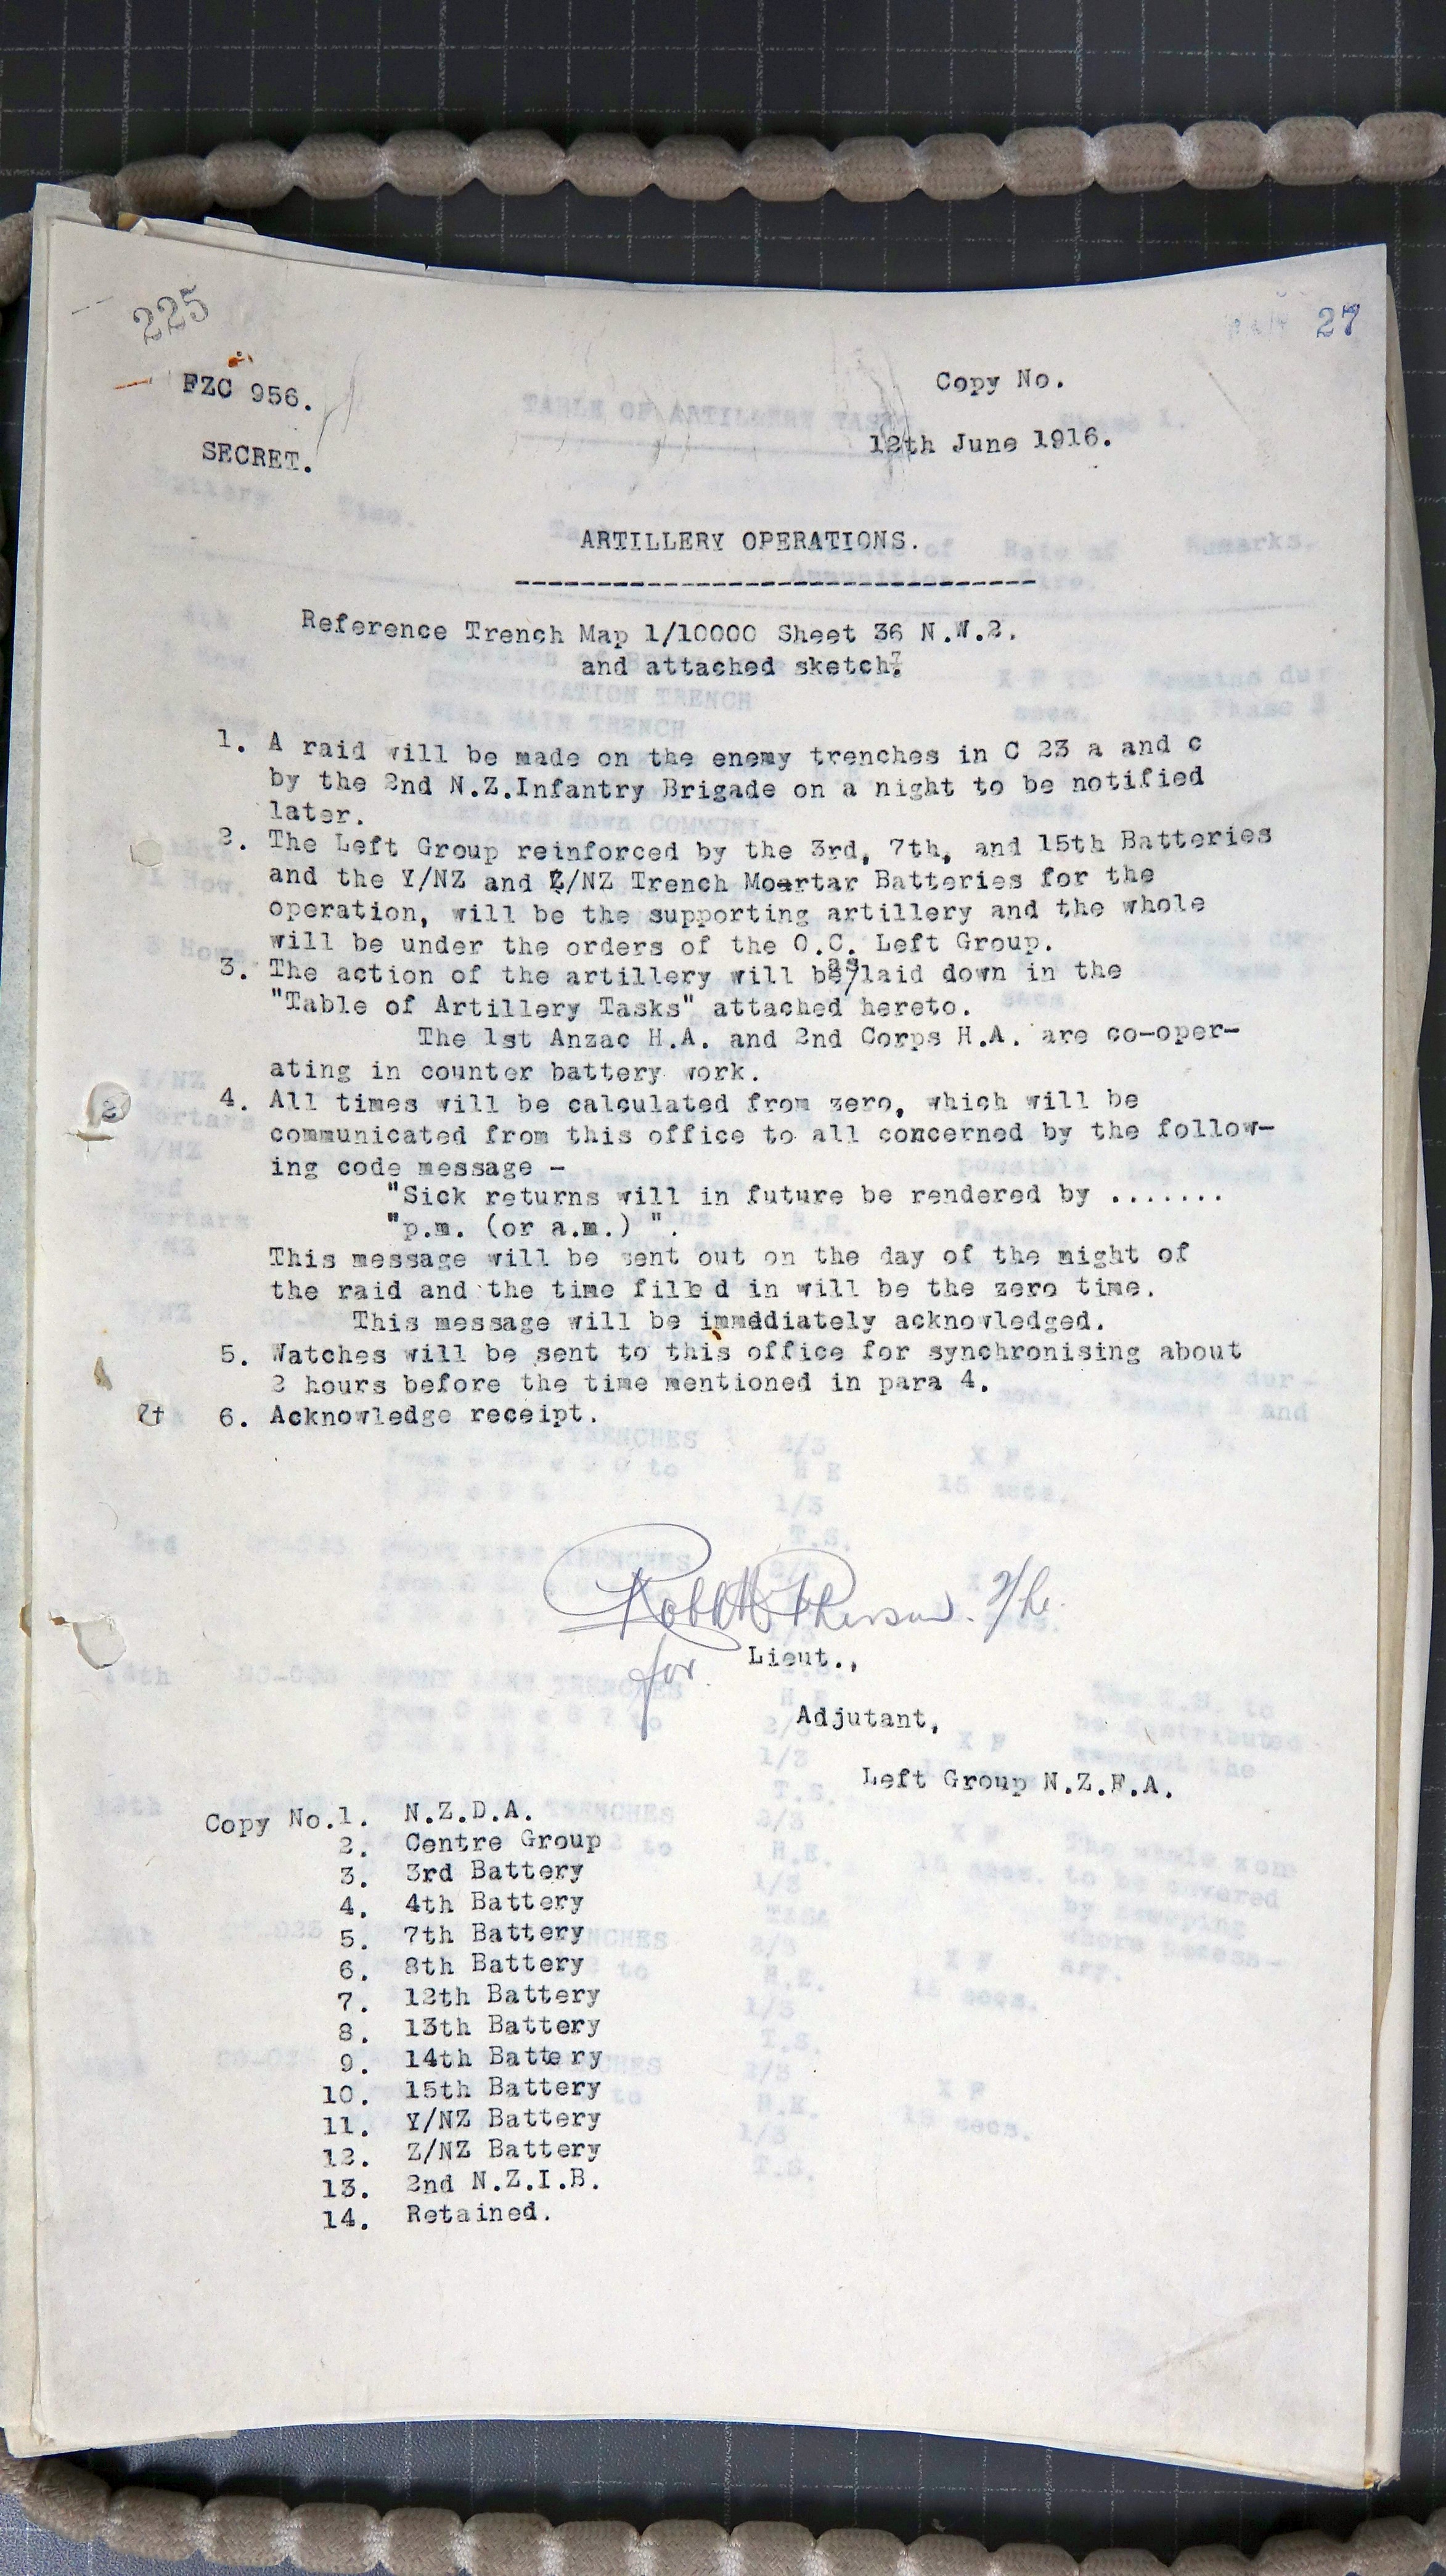 225
27
FZC 956.
Copy No.
SECRET.
12th June 1916.
ARTILLERY OPERATIONS.
Reference Trench Map 1/10000 Sheet 36 N.W.2.
and attached sketch.
1. A raid will be made on the enemy trenches in C 23 a and c
by the 2nd N.Z.Infantry Brigade on a night to be notified
later.
2. The Left Group reinforced by the 3rd, 7th, and 15th Batteries
and the Y/NZ and Z/NZ Trench Moartar Batteries for the
operation, will be the supporting artillery and the whole
will be under the orders of the O.C. Left Group.
3. The action of the artillery will be as/laid down in the
"Table of Artillery Tasks" attached hereto.
The 1st Anzac H.A. and 2nd Corps H.A. are co-oper-
ating in counter battery work.
4. All times will be calculated from zero, which will be
communicated from this office to all concerned by the follow-
ing code message -
"Sick returns will in future be rendered by .......
"p.m. (or a.m.) ".
This message will be sent out on the day of the night of
the raid and the time filled in will be the zero time.
This message will be immddiately acknowledged.
5. Watches will be sent to this office for synchronising about
2 hours before the time mentioned in para 4.
6. Acknowledge receipt.
for Lieut.,
Adjutant,
Left Group N.Z.F.A.
Copy No.1. N.Z.D.A.
2. Centre Group
3. 3rd Battery
4. 4th Battery
5. 7th Battery
6. 8th Battery
7. 12th Battery
8. 13th Battery
9. 14th Battery
10. 15th Battery
11. Y/NZ Battery
12. Z/NZ Battery
13. 2nd N.Z.I.B.
14. Retained.